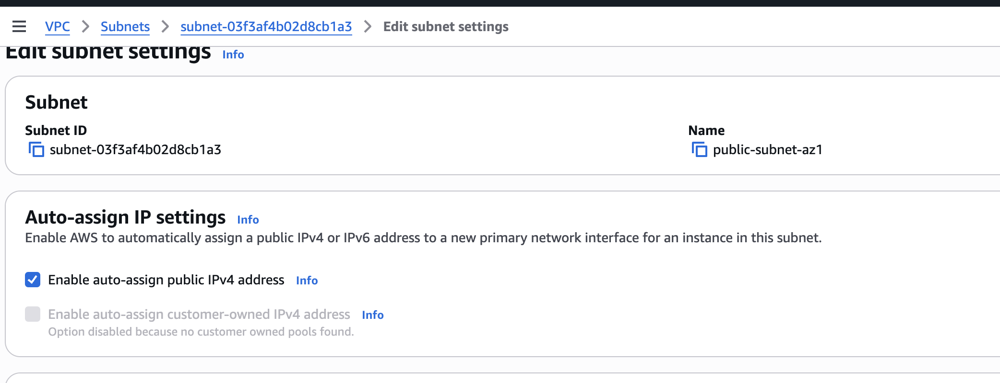 VPC > Subnets > subnet-03f3af4b02d8cb1a3 > Edit subnet settings
Edit subnet settings Info
Subnet
Subnet ID
subnet-03f3af4b02d8cb1a3
Name
public-subnet-az1
Auto-assign IP settings Info
Enable AWS to automatically assign a public IPv4 or IPv6 address to a new primary network interface for an instance in this subnet.
Enable auto-assign public IPv4 address Info
Enable auto-assign customer-owned IPv4 address Info
Option disabled because no customer owned pools found.